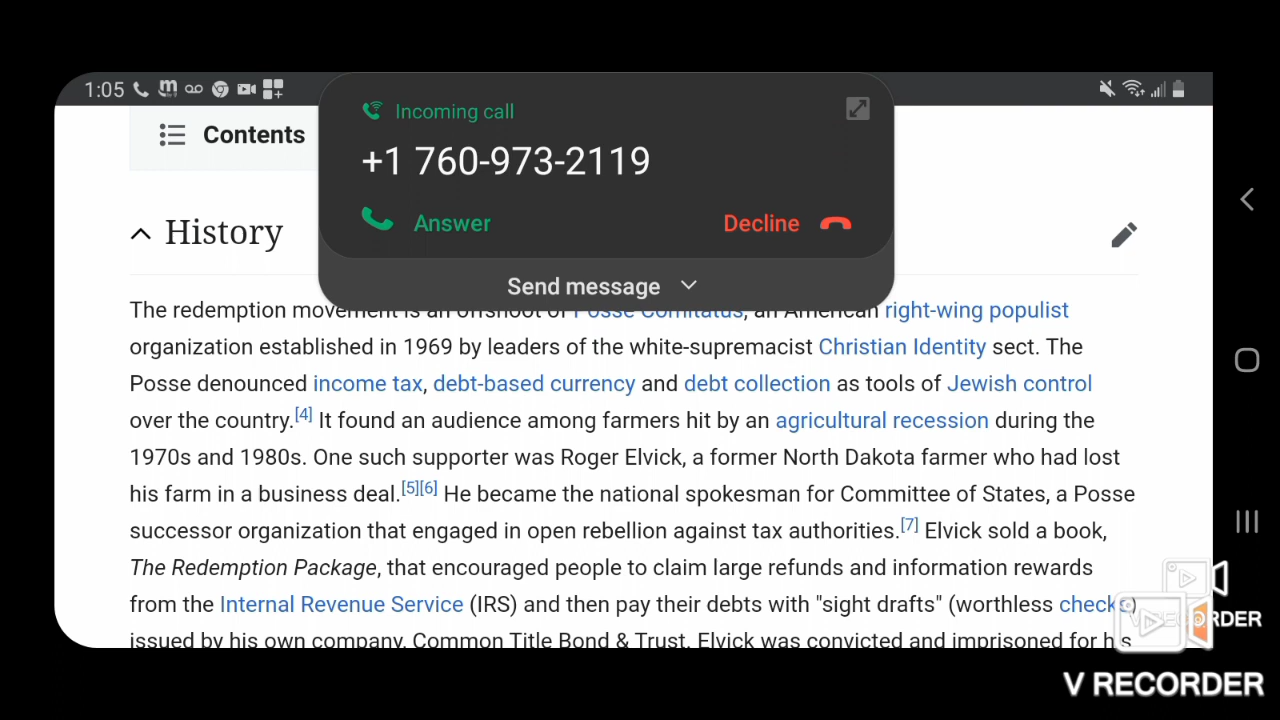 1:05
Incoming call
+1 760-973-2119
Answer
Decline
Send message
Contents
History
The redemption movement is an offshoot of Posse Comitatus, an American right-wing populist
organization established in 1969 by leaders of the white-supremacist Christian Identity sect. The
Posse denounced income tax, debt-based currency and debt collection as tools of Jewish control
over the country.[4] It found an audience among farmers hit by an agricultural recession during the
1970s and 1980s. One such supporter was Roger Elvick, a former North Dakota farmer who had lost
his farm in a business deal.[5][6] He became the national spokesman for Committee of States, a Posse
successor organization that engaged in open rebellion against tax authorities.[7] Elvick sold a book,
The Redemption Package, that encouraged people to claim large refunds and information rewards
from the Internal Revenue Service (IRS) and then pay their debts with "sight drafts" (worthless checks)
issued by his own company, Common Title Bond & Trust. Elvick was convicted and imprisoned for his
V RECORDER